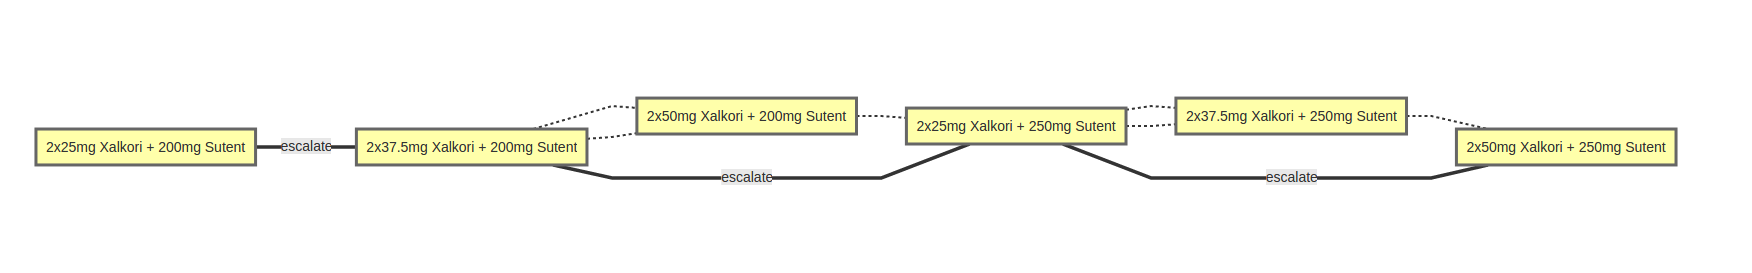 2x25mg Xalkori + 200mg Sutent
escalate
2x37.5mg Xalkori + 200mg Sutent
2x50mg Xalkori + 200mg Sutent
escalate
2x25mg Xalkori + 250mg Sutent
2x37.5mg Xalkori + 250mg Sutent
escalate
2x50mg Xalkori + 250mg Sutent